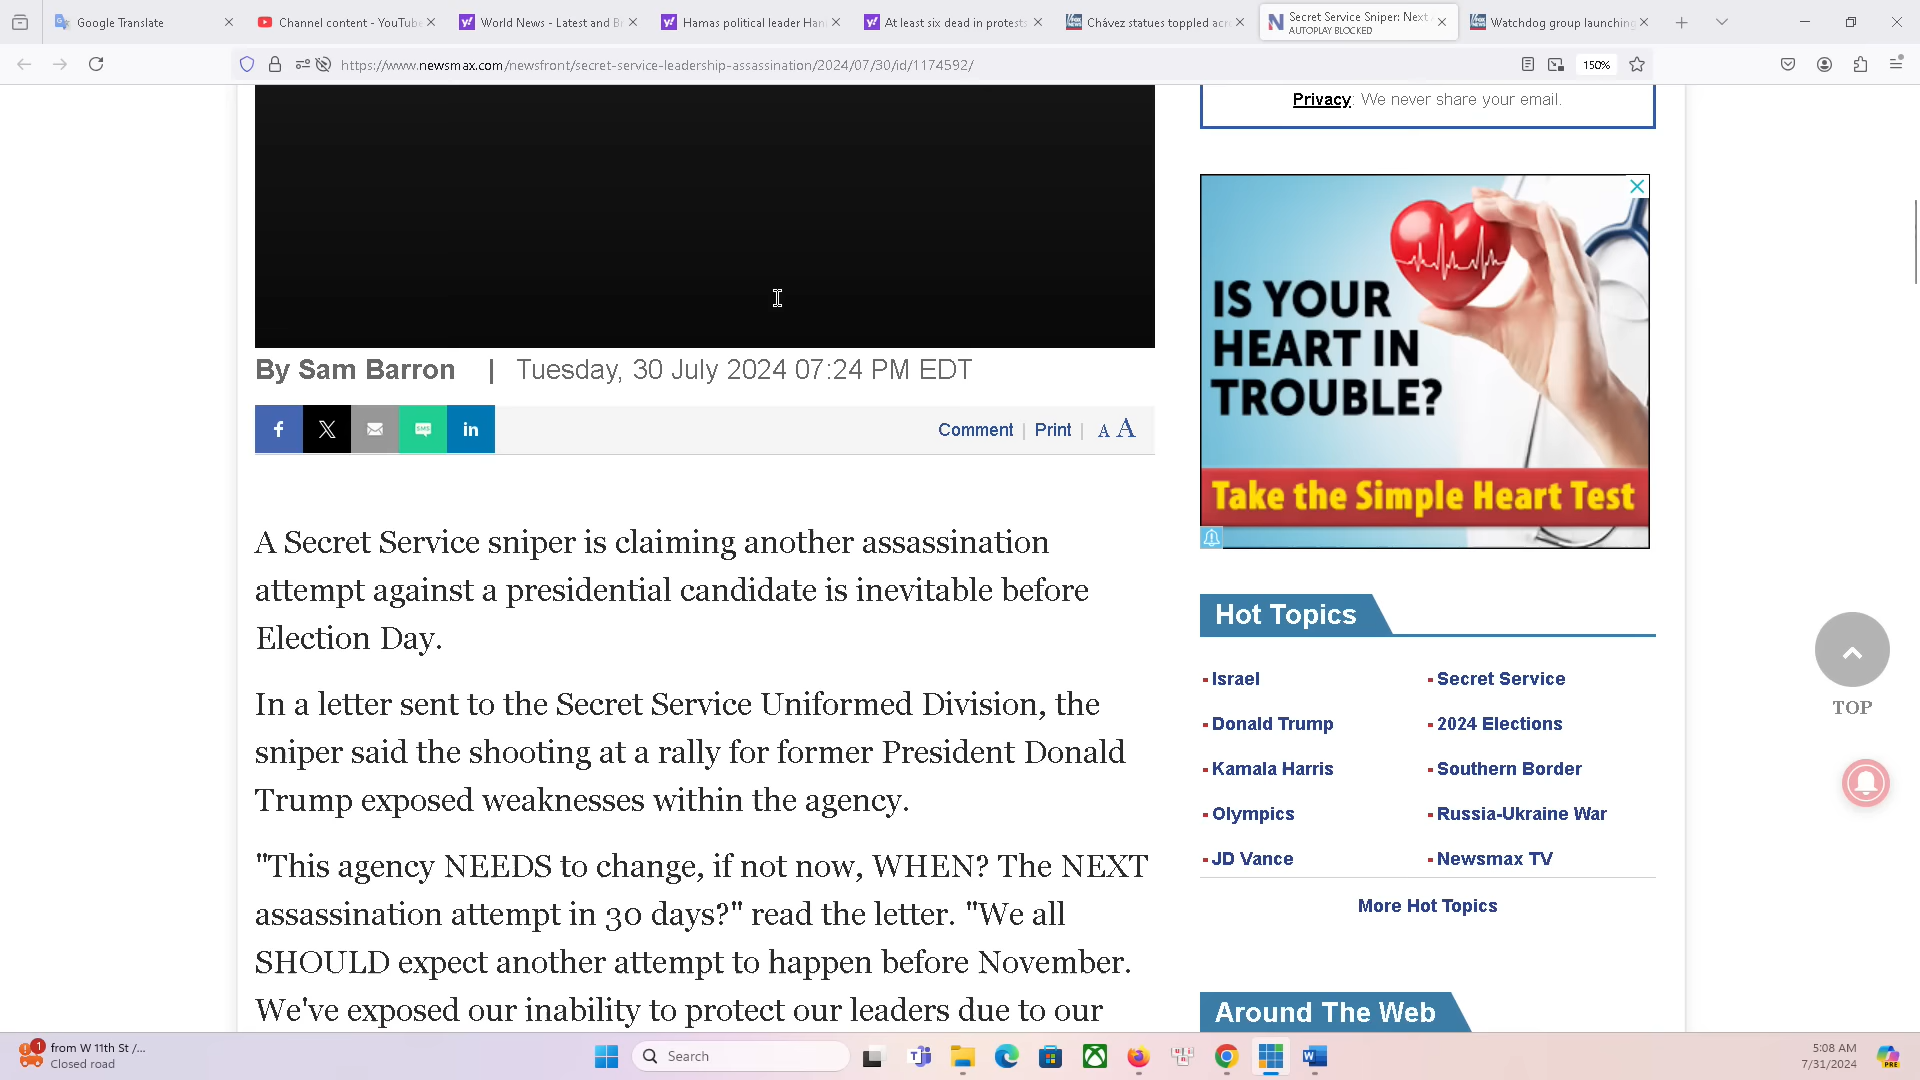 Google Translate
Channel content - YouTube
World News - Latest and Br
Hamas political leader Han
At least six dead in protests
Chávez statues toppled acr
Secret Service Sniper: Next
AUTOPLAY BLOCKED
Watchdog group launching
https://www.newsmax.com/newsfront/secret-service-leadership-assassination/2024/07/30/id/1174592/
150%
Privacy: We never share your email.
By Sam Barron | Tuesday, 30 July 2024 07:24 PM EDT
f X SMS in
Comment | Print | A A
A Secret Service sniper is claiming another assassination
attempt against a presidential candidate is inevitable before
Election Day.
In a letter sent to the Secret Service Uniformed Division, the
sniper said the shooting at a rally for former President Donald
Trump exposed weaknesses within the agency.
"This agency NEEDS to change, if not now, WHEN? The NEXT
assassination attempt in 30 days?" read the letter. "We all
SHOULD expect another attempt to happen before November.
We've exposed our inability to protect our leaders due to our
IS YOUR
HEART IN
TROUBLE?
Take the Simple Heart Test
Hot Topics
Israel
Secret Service
Donald Trump
2024 Elections
Kamala Harris
Southern Border
Olympics
Russia-Ukraine War
JD Vance
Newsmax TV
More Hot Topics
Around The Web
TOP
1
from W 11th St /...
Closed road
Search
5:08 AM
7/31/2024
PRE